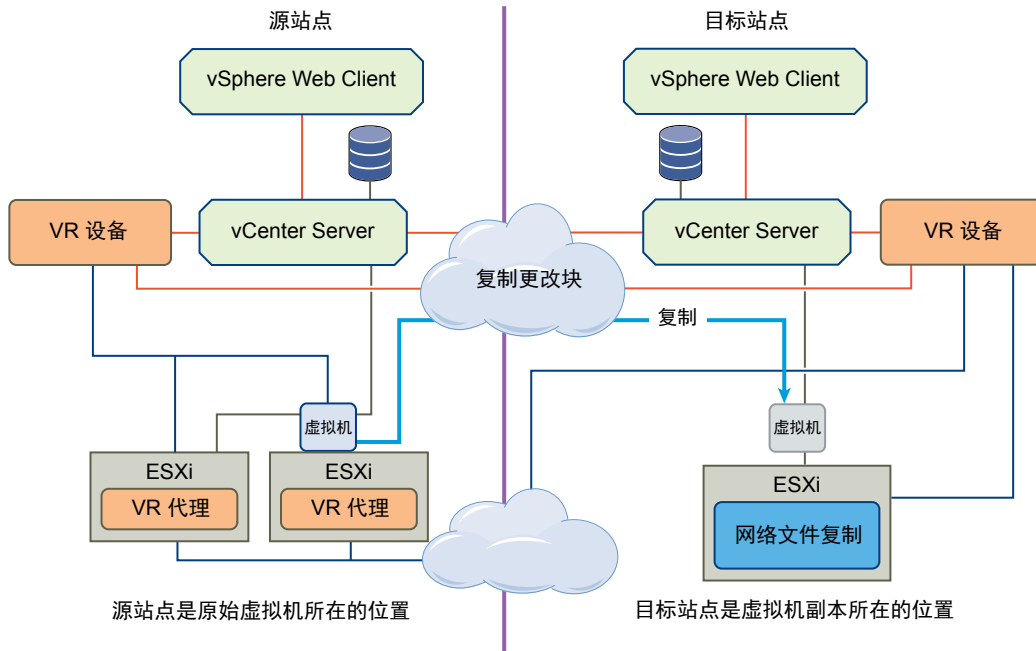 源站点
目标站点
vSphere Web Client
vSphere Web Client
VR 设备
vCenter Server
vCenter Server
VR 设备
复制更改块
复制
虚拟机
虚拟机
ESXi
VR 代理
ESXi
VR 代理
ESXi
网络文件复制
源站点是原始虚拟机所在的位置
目标站点是虚拟机副本所在的位置